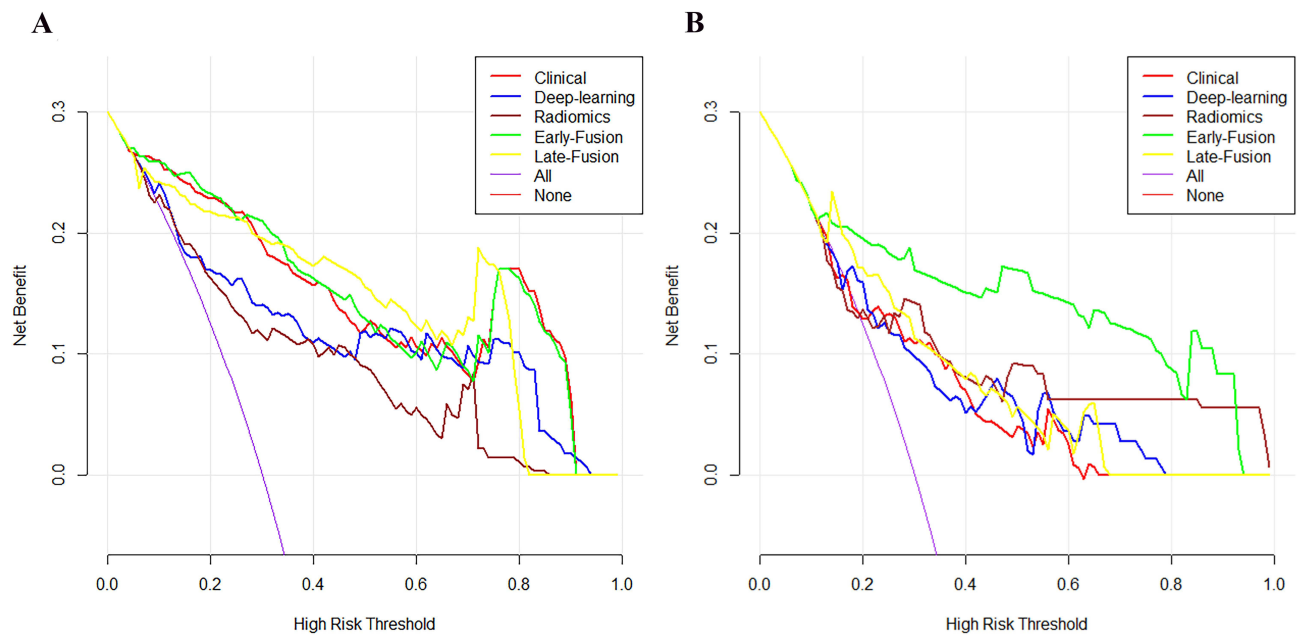 A
Net Benefit
0.3
0.2
0.1
0.0
Clinical
Deep-learning
Radiomics
Early-Fusion
Late-Fusion
All
None
0.0 0.2 0.4 0.6 0.8 1.0
High Risk Threshold
B
Net Benefit
0.3
0.2
0.1
0.0
Clinical
Deep-learning
Radiomics
Early-Fusion
Late-Fusion
All
None
0.0 0.2 0.4 0.6 0.8 1.0
High Risk Threshold